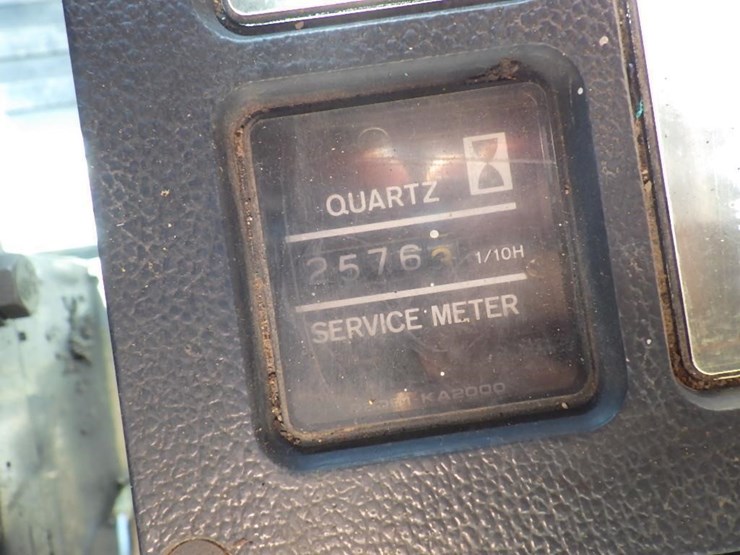 QUARTZ
25763 1/10H
SERVICE METER